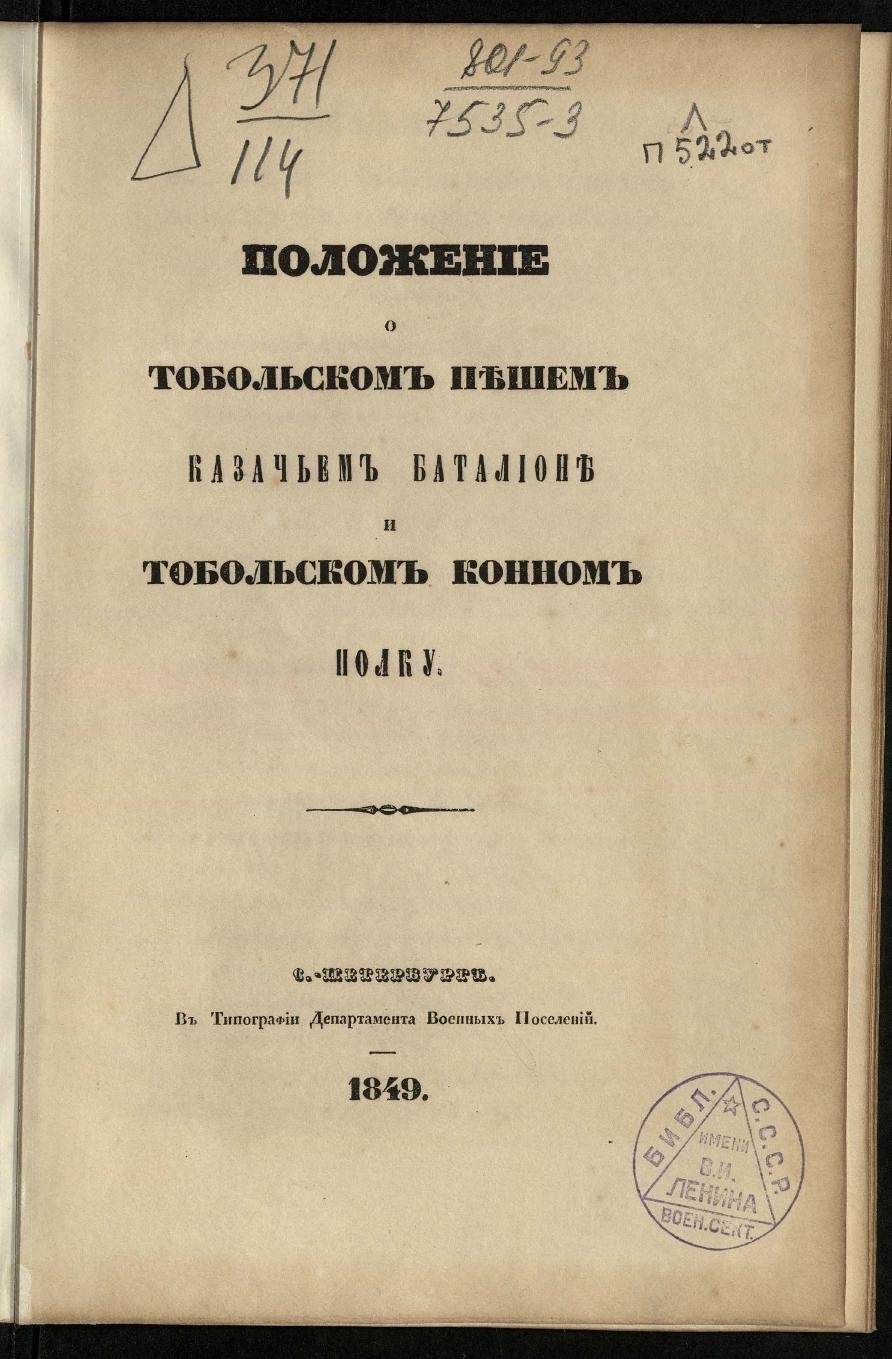 371
114
801-93
7535-3
Л
П 522 от
ПОЛОЖЕНІЕ
о
ТОБОЛЬСКОМЪ ПѢШЕМЪ
КАЗАЧЬЕМЪ БАТАЛІОНѢ
и
ТОБОЛЬСКОМЪ КОННОМЪ
ПОЛКУ.
С.-ПЕТЕРБУРГЪ.
Въ Типографіи Департамента Военныхъ Поселеній.
1849.
БИБЛ.
С.С.С.Р.
ИМЕНИ
В.И.
ЛЕНИНА
ВОЕН.СЕКТ.